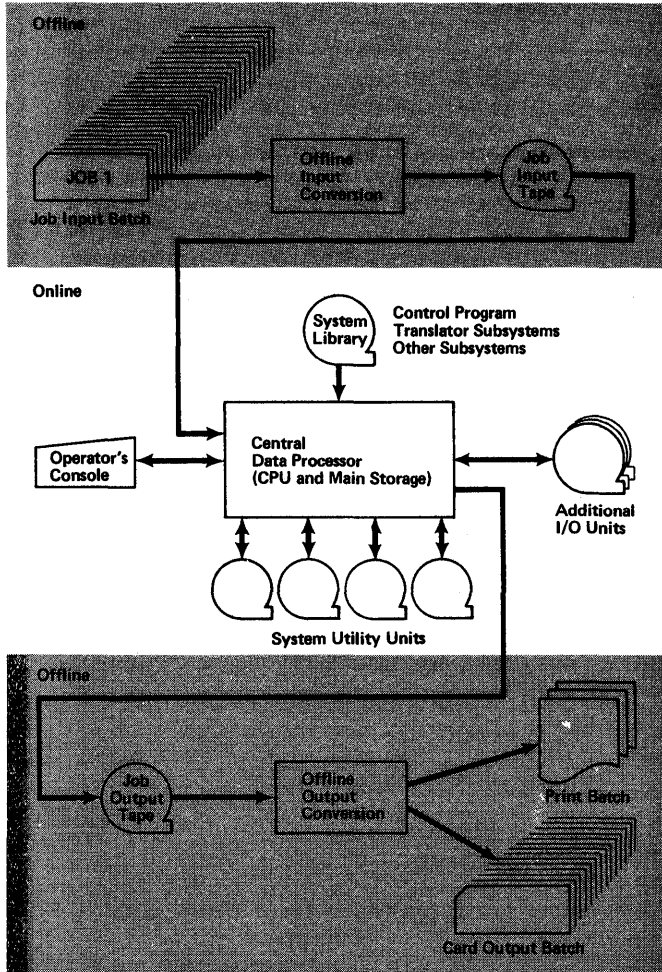 Offline
JOB 1
Offline
Input
Conversion
Job
Input
Tape
Job Input Batch
Online
System
Library
Control Program
Translator Subsystems
Other Subsystems
Operator's
Console
Central
Data Processor
(CPU and Main Storage)
Additional
I/O Units
System Utility Units
Offline
Job
Output
Tape
Offline
Output
Conversion
Print Batch
Card Output Batch